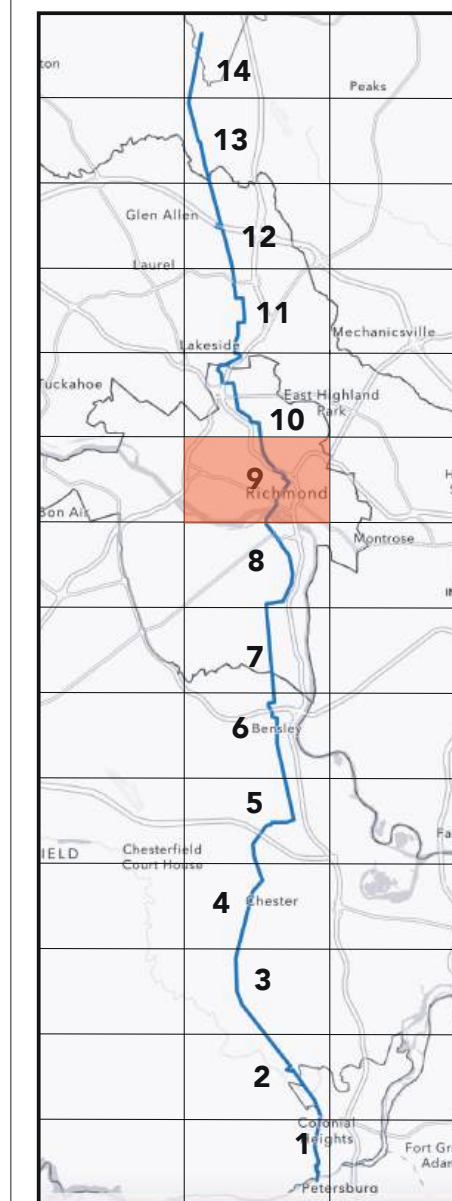 ton
14
Peaks
13
Glen Allen
12
Laurel
11
Mechanicsville
Lakeside
Tuckahoe
East Highland
Park
10
9
Richmond
Bon Air
Montrose
8
7
6
Bensley
5
Chesterfield
Court House
IELD
Fa
4
Chester
3
2
Colonial
Heights
1
Fort Gr
Adar
Petersburg